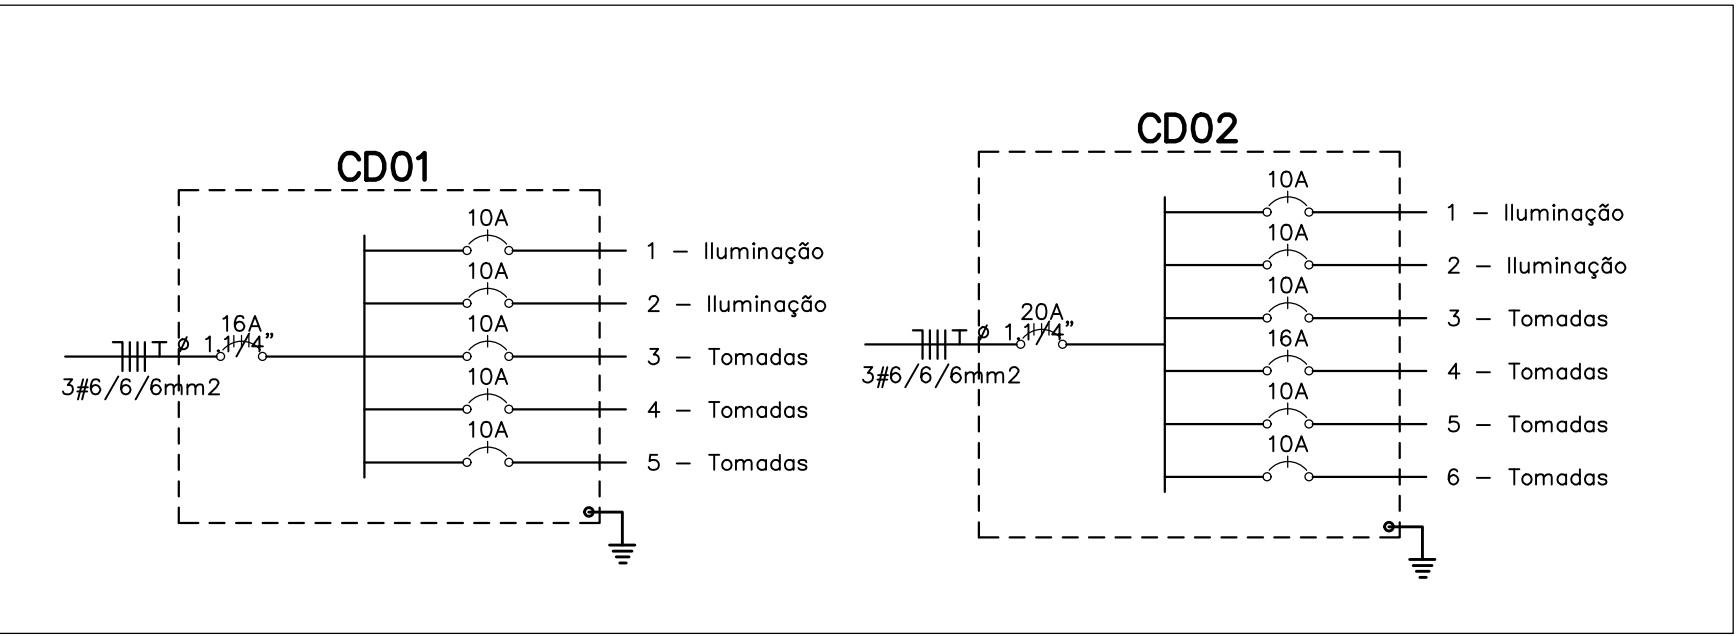 CD01
10A
1 - Iluminação
10A
2 - Iluminação
16A
ø 1.1/4"
3#6/6/6mm2
10A
3 - Tomadas
10A
4 - Tomadas
10A
5 - Tomadas
CD02
10A
1 - Iluminação
10A
2 - Iluminação
10A
3 - Tomadas
20A
ø 1.1/4"
3#6/6/6mm2
16A
4 - Tomadas
10A
5 - Tomadas
10A
6 - Tomadas